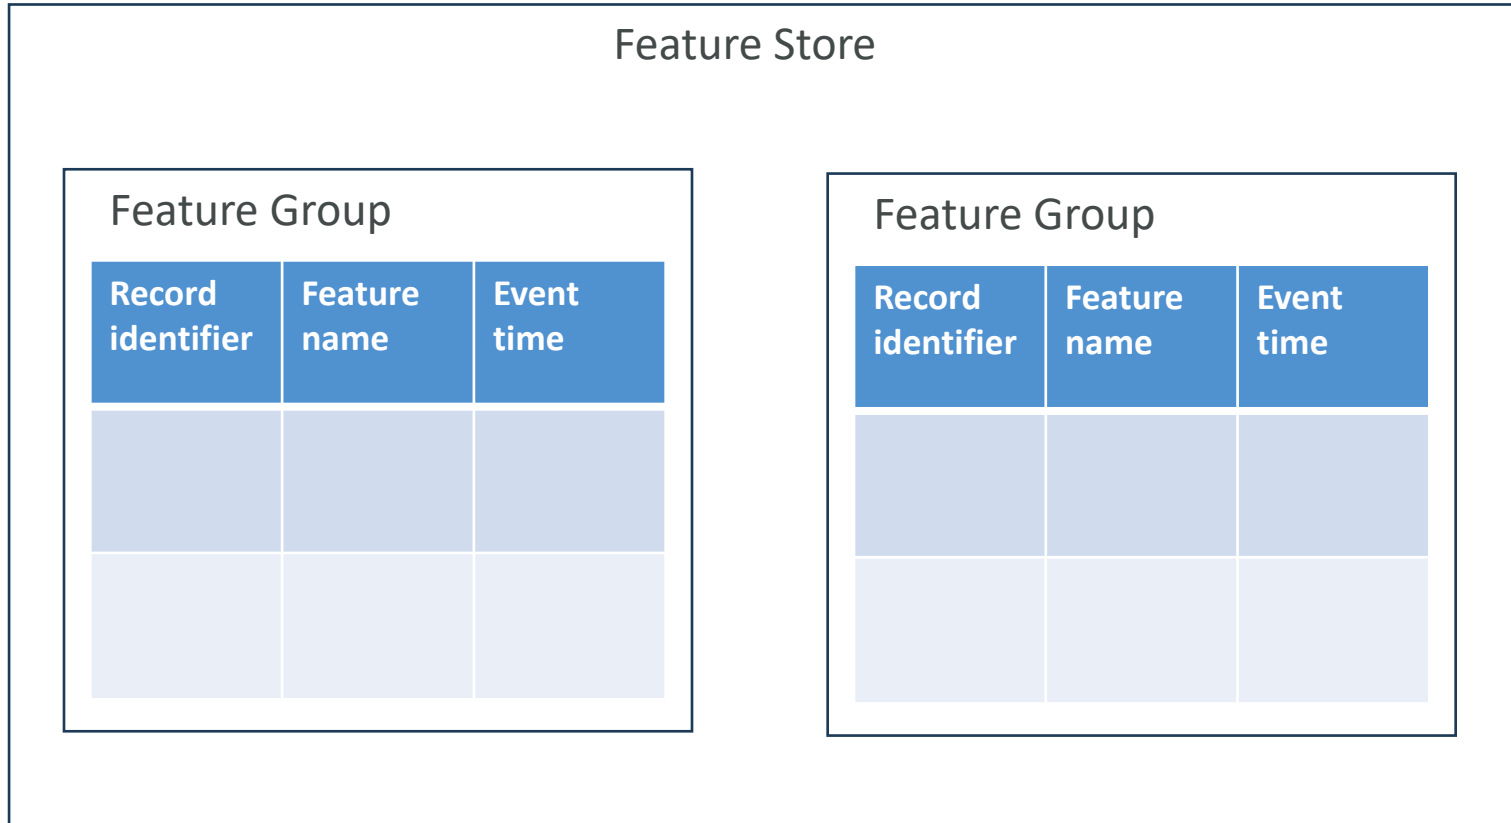 Feature Store
Feature Group
Record identifier
Feature name
Event time
Feature Group
Record identifier
Feature name
Event time